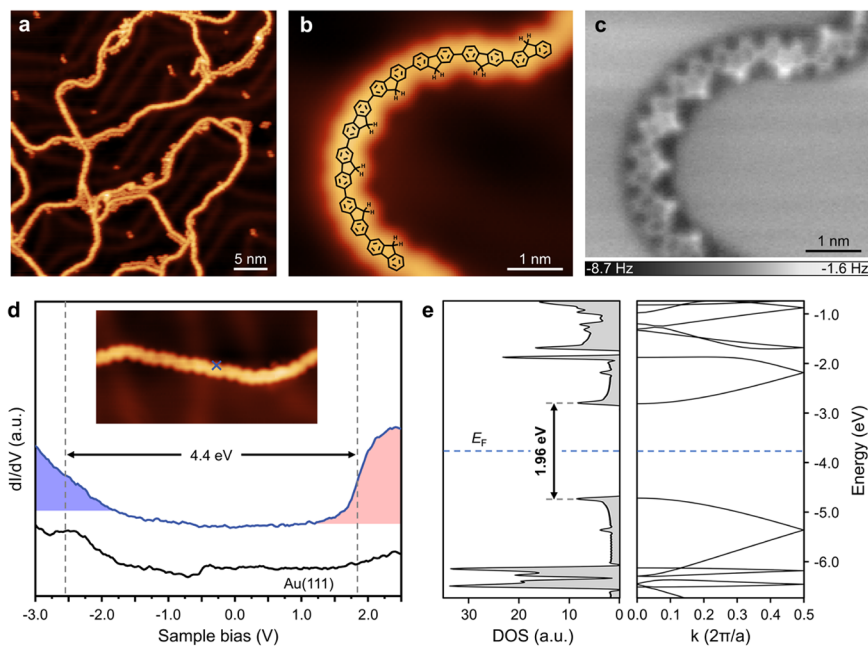 a
5 nm
b
H H
H H
H H
H H
H H
H H
H H
H H
1 nm
c
1 nm
-8.7 Hz -1.6 Hz
d
dI/dV (a.u.)
4.4 eV
Au(111)
-3.0 -2.0 -1.0 0.0 1.0 2.0
Sample bias (V)
e
E_F
1.96 eV
30 20 10 0
DOS (a.u.)
0 0.1 0.2 0.3 0.4 0.5
k (2π/a)
-1.0
-2.0
-3.0
-4.0
-5.0
-6.0
Energy (eV)